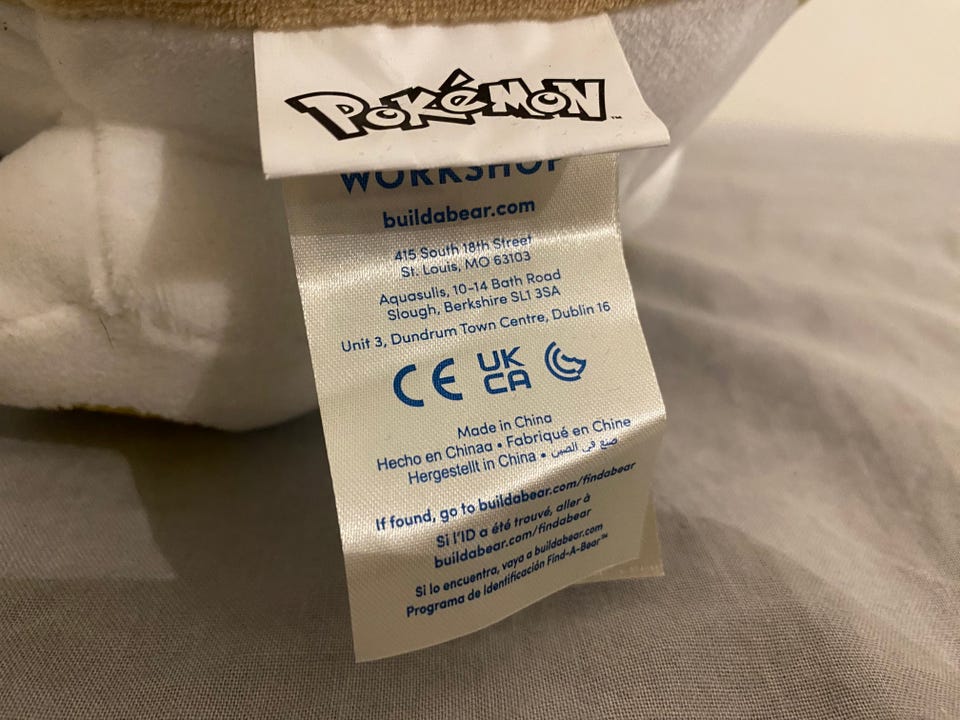 POKéMON™
WORKSHOP
buildabear.com
415 South 18th Street
St. Louis, MO 63103
Aquasulis, 10-14 Bath Road
Slough, Berkshire SL1 3SA
Unit 3, Dundrum Town Centre, Dublin 16
CE UK
CA
Made in China
Hecho en Chinaa • Fabriqué en Chine
Hergestellt in China • صنع في الصين
If found, go to buildabear.com/findabear
Si l'ID a été trouvé, aller à
buildabear.com/findabear
Si lo encuentra, vaya a buildabear.com
Programa de Identificación Find-A-Bear™